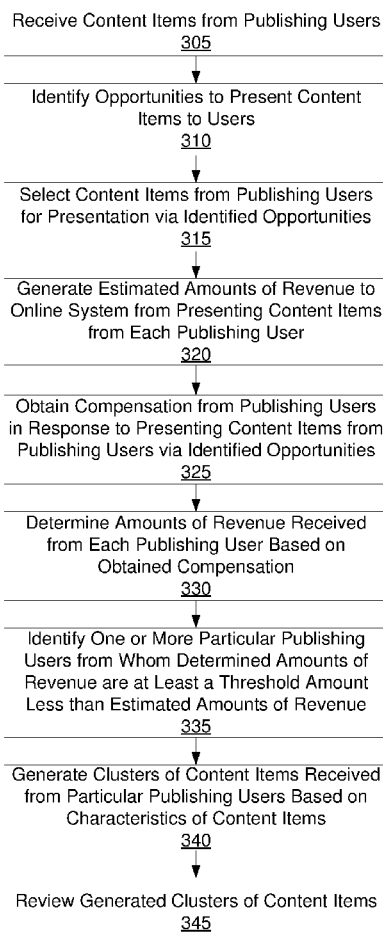 Receive Content Items from Publishing Users
305
Identify Opportunities to Present Content
Items to Users
310
Select Content Items from Publishing Users
for Presentation via Identified Opportunities
315
Generate Estimated Amounts of Revenue to
Online System from Presenting Content Items
from Each Publishing User
320
Obtain Compensation from Publishing Users
in Response to Presenting Content Items from
Publishing Users via Identified Opportunities
325
Determine Amounts of Revenue Received
from Each Publishing User Based on
Obtained Compensation
330
Identify One or More Particular Publishing
Users from Whom Determined Amounts of
Revenue are at Least a Threshold Amount
Less than Estimated Amounts of Revenue
335
Generate Clusters of Content Items Received
from Particular Publishing Users Based on
Characteristics of Content Items
340
Review Generated Clusters of Content Items
345